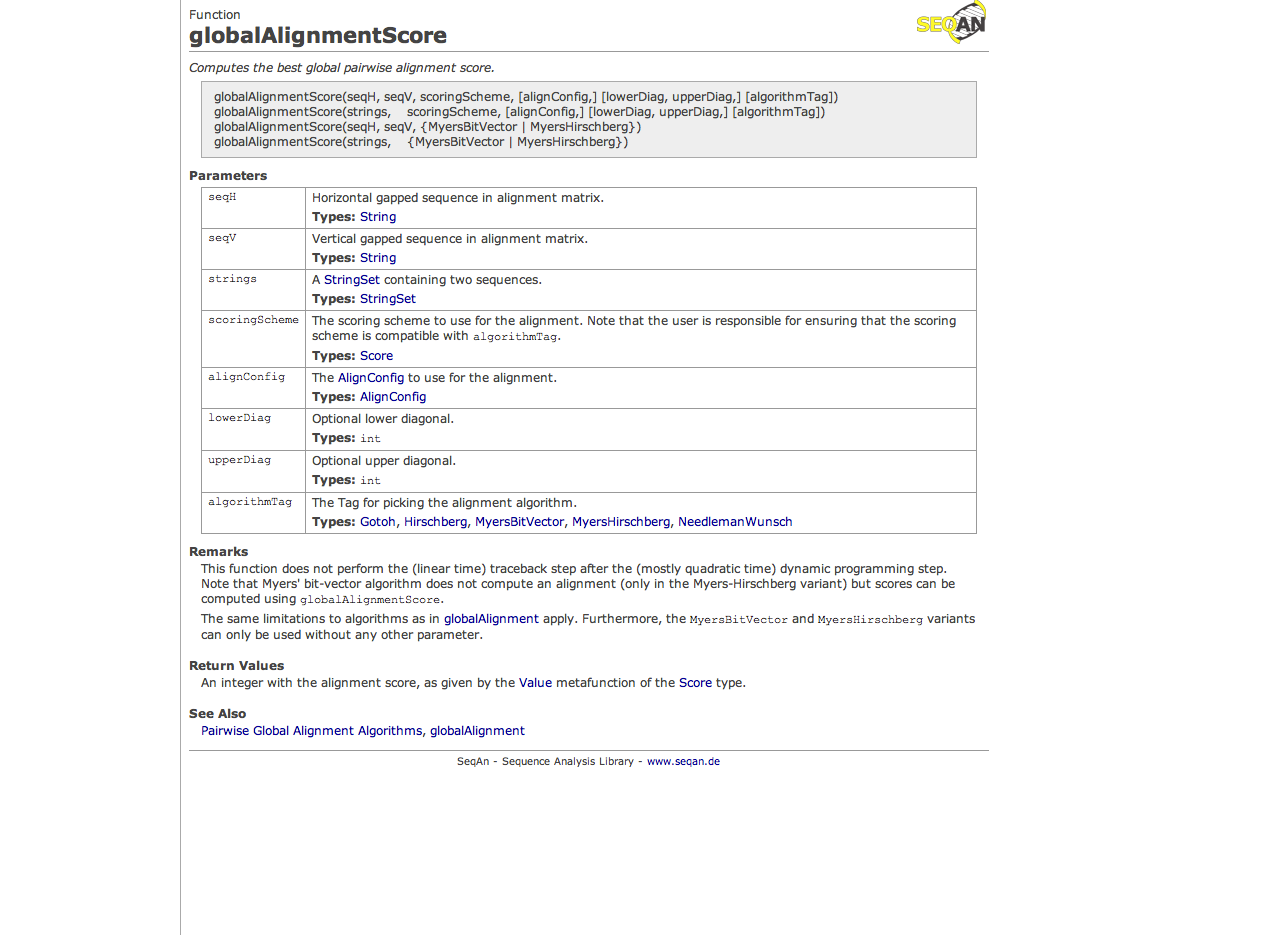 Function
SEQAN
globalAlignmentScore
Computes the best global pairwise alignment score.
globalAlignmentScore(seqH, seqV, scoringScheme, [alignConfig,] [lowerDiag, upperDiag,] [algorithmTag])
globalAlignmentScore(strings, scoringScheme, [alignConfig,] [lowerDiag, upperDiag,] [algorithmTag])
globalAlignmentScore(seqH, seqV, {MyersBitVector | MyersHirschberg})
globalAlignmentScore(strings, {MyersBitVector | MyersHirschberg})
Parameters
seqH Horizontal gapped sequence in alignment matrix.
Types: String
seqV Vertical gapped sequence in alignment matrix.
Types: String
strings A StringSet containing two sequences.
Types: StringSet
scoringScheme The scoring scheme to use for the alignment. Note that the user is responsible for ensuring that the scoring
scheme is compatible with algorithmTag.
Types: Score
alignConfig The AlignConfig to use for the alignment.
Types: AlignConfig
lowerDiag Optional lower diagonal.
Types: int
upperDiag Optional upper diagonal.
Types: int
algorithmTag The Tag for picking the alignment algorithm.
Types: Gotoh, Hirschberg, MyersBitVector, MyersHirschberg, NeedlemanWunsch
Remarks
This function does not perform the (linear time) traceback step after the (mostly quadratic time) dynamic programming step.
Note that Myers' bit-vector algorithm does not compute an alignment (only in the Myers-Hirschberg variant) but scores can be
computed using globalAlignmentScore.
The same limitations to algorithms as in globalAlignment apply. Furthermore, the MyersBitVector and MyersHirschberg variants
can only be used without any other parameter.
Return Values
An integer with the alignment score, as given by the Value metafunction of the Score type.
See Also
Pairwise Global Alignment Algorithms, globalAlignment
SeqAn - Sequence Analysis Library - www.seqan.de